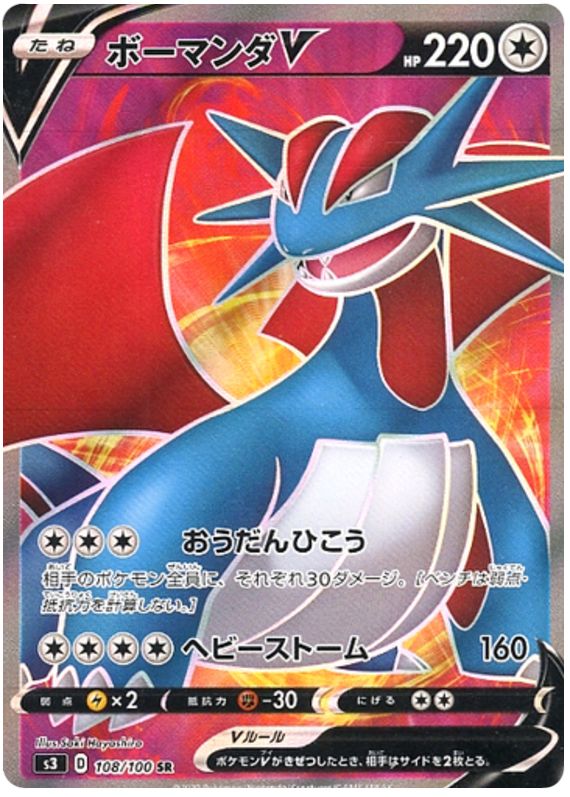 たね ボーマンダV HP 220
おうだんひこう
相手のポケモン全員に、それぞれ30ダメージ。[ベンチは弱点・
抵抗力を計算しない。]
ヘビーストーム 160
弱点 ×2 抵抗力 -30 にげる
Illus. Saki Hayashiro
Vルール
ポケモンVがきぜつしたとき、相手はサイドを2枚とる。
s3 D 108/100 SR